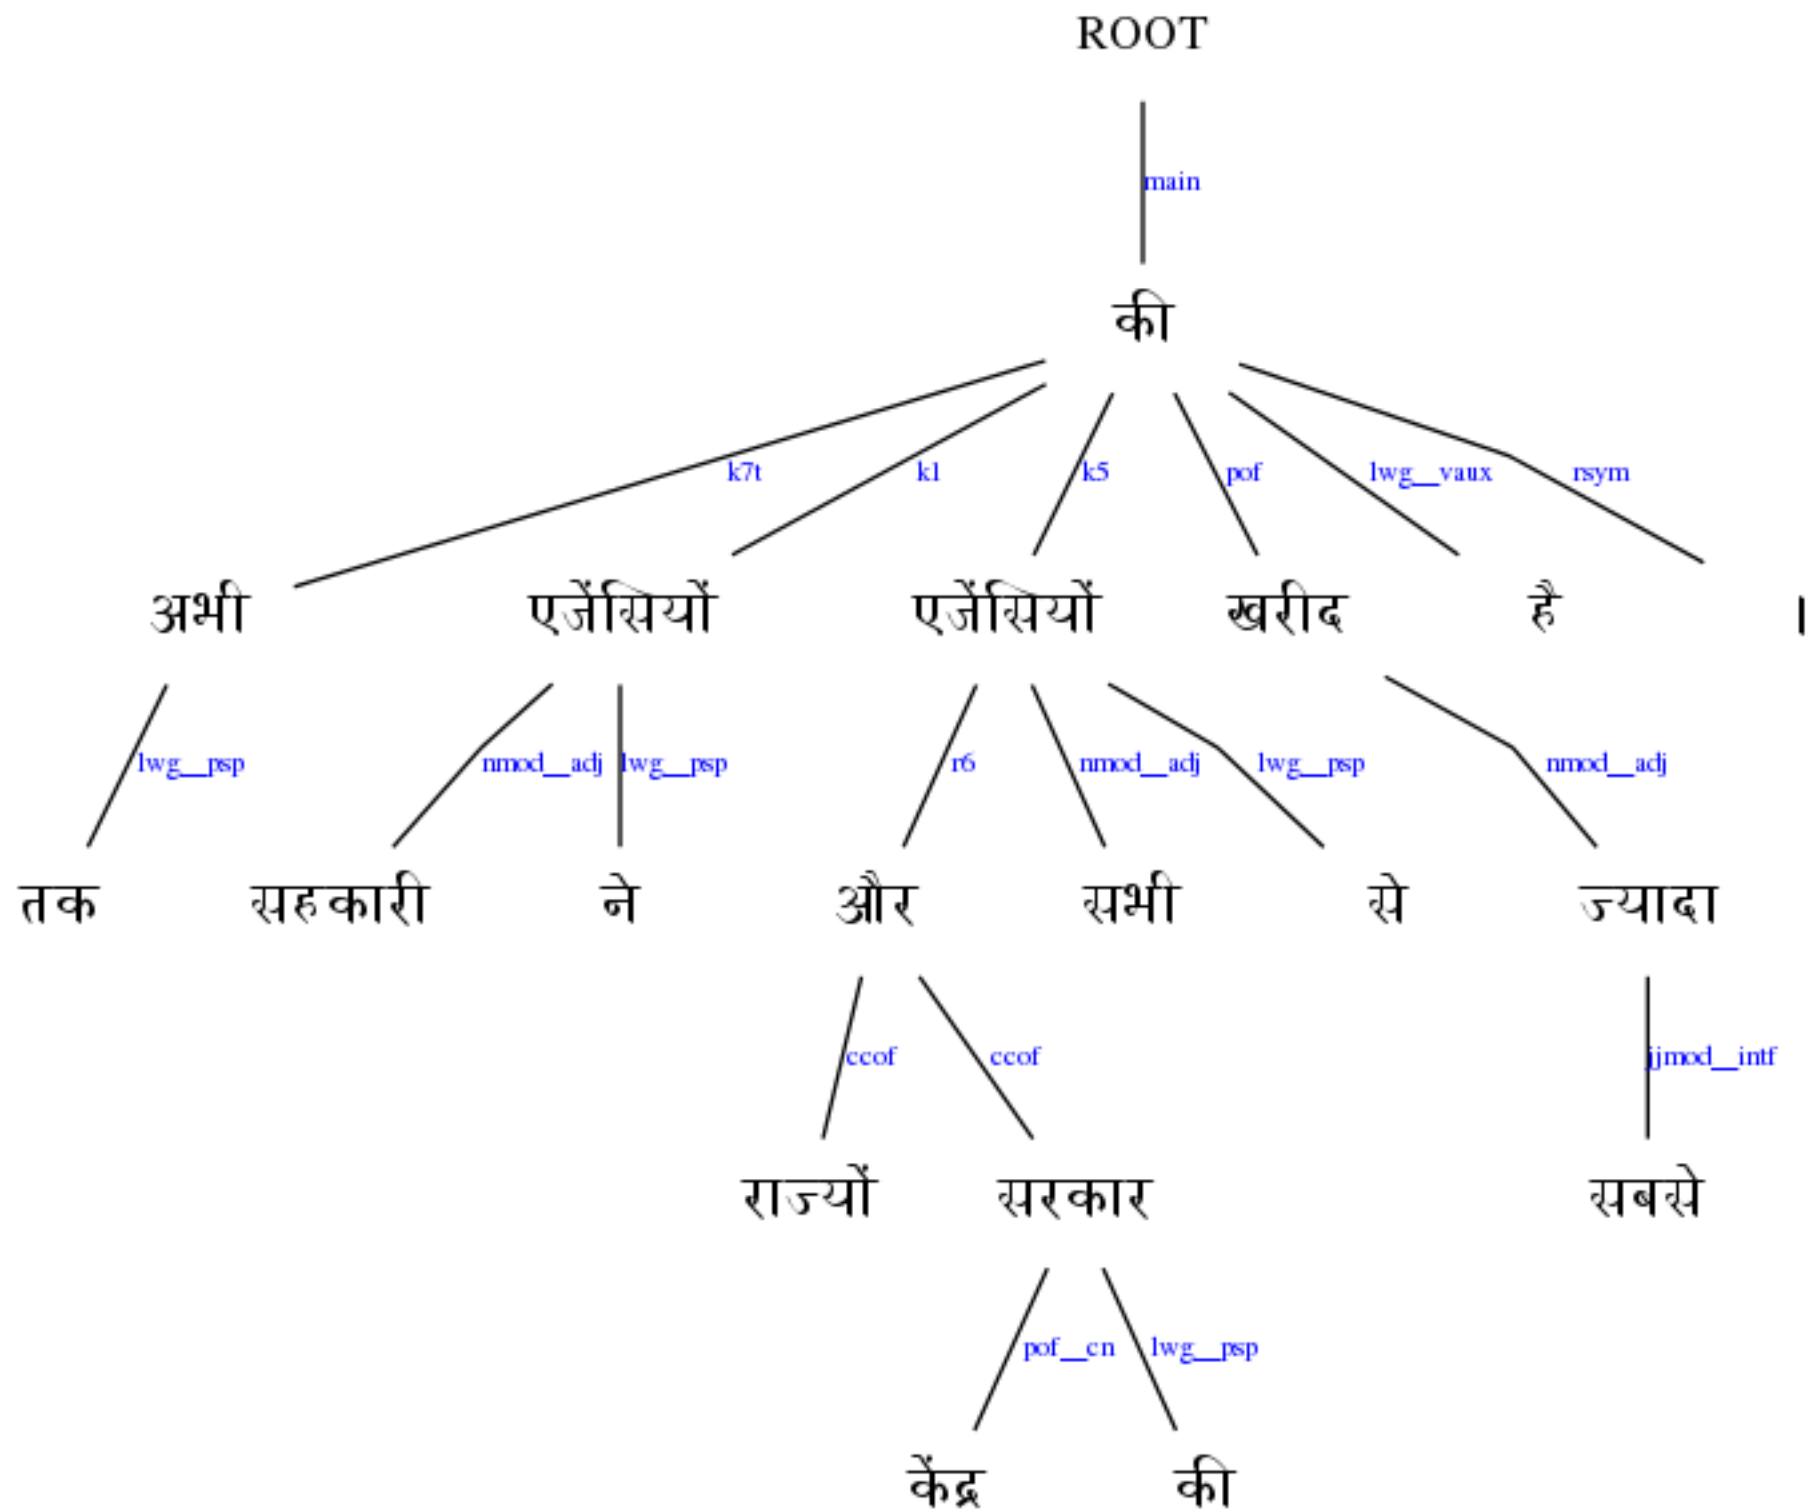 ROOT
main
की
k7t k1 k5 pof lwg__vaux rsym
अभी एजेंसियों एजेंसियों खरीद है ।
lwg__psp nmod__adj lwg__psp r6 nmod__adj lwg__psp nmod__adj
तक सहकारी ने और सभी से ज्यादा
ccof ccof jjmod__intf
राज्यों सरकार सबसे
pof__cn lwg__psp
केंद्र की